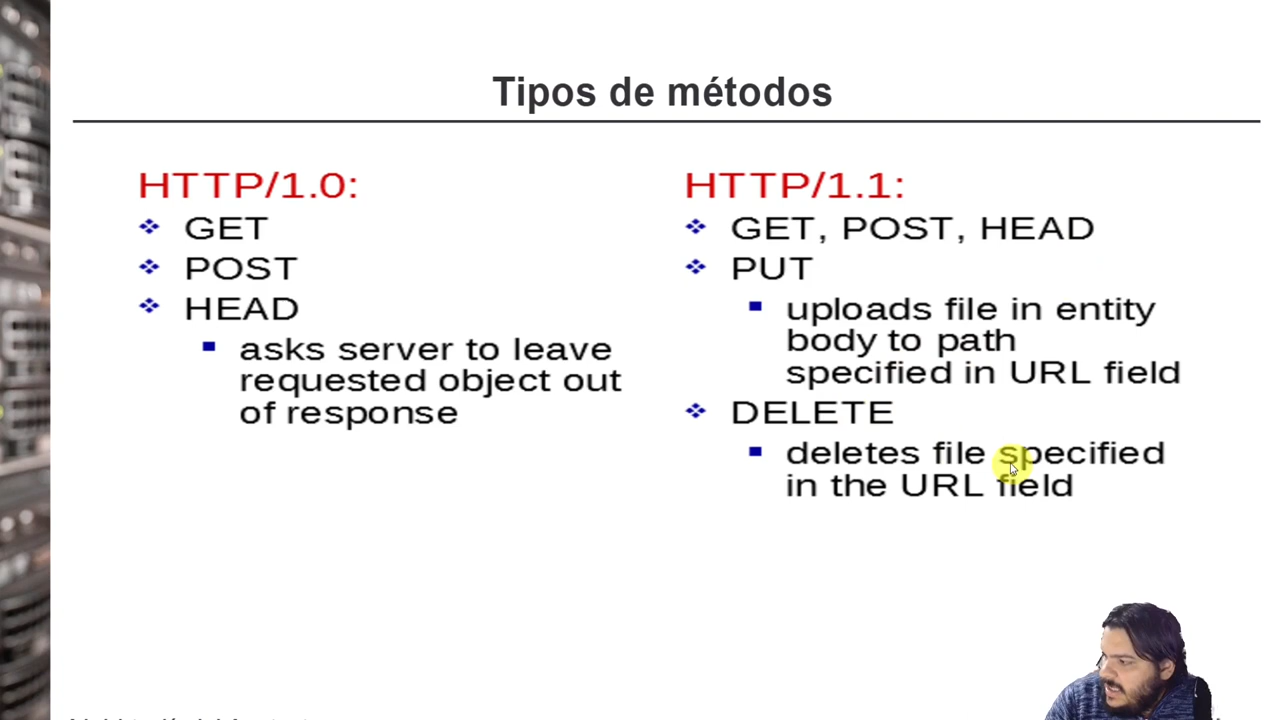 Tipos de métodos
HTTP/1.0:
GET
POST
HEAD
asks server to leave
requested object out
of response
HTTP/1.1:
GET, POST, HEAD
PUT
uploads file in entity
body to path
specified in URL field
DELETE
deletes file specified
in the URL field